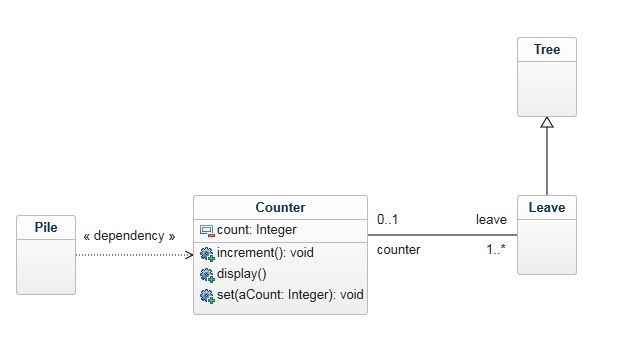 Tree
Pile
« dependency »
Counter
count: Integer
increment(): void
display()
set(aCount: Integer): void
0..1
leave
counter
1..*
Leave